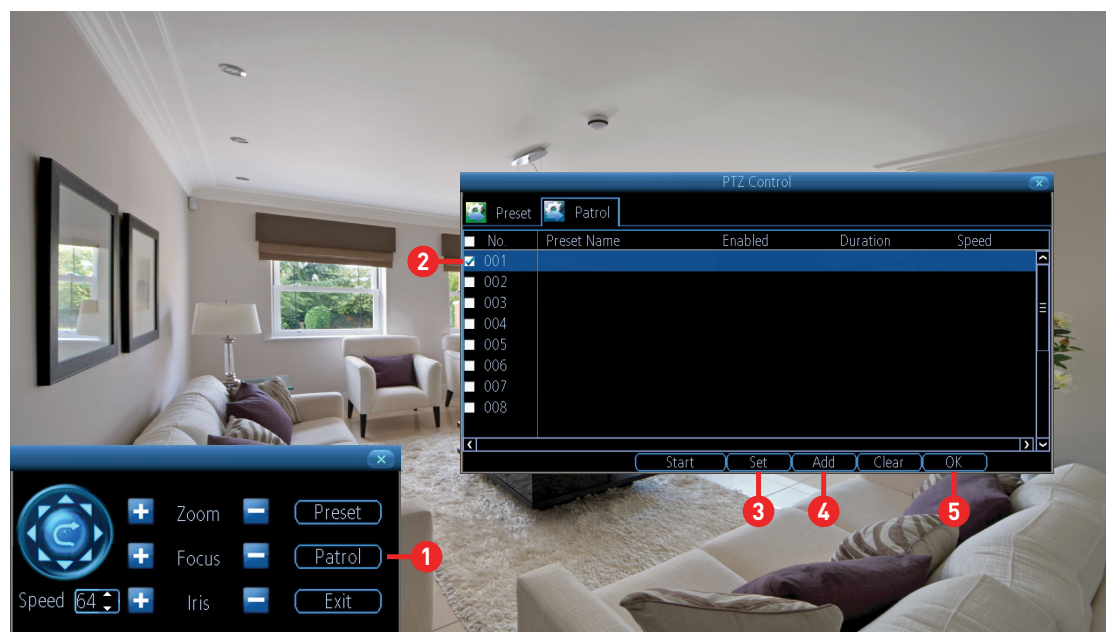 PTZ Control
Preset Patrol
No. Preset Name Enabled Duration Speed
2 001
002
003
004
005
006
007
008
Start Set Add Clear OK
3 4 5
Zoom Preset
Focus Patrol 1
Speed 64 Iris Exit